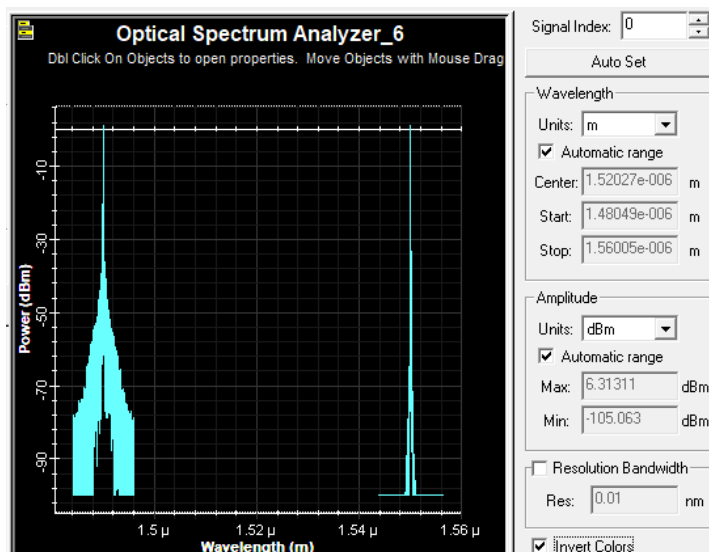 Optical Spectrum Analyzer_6
Dbl Click On Objects to open properties. Move Objects with Mouse Drag
Power (dBm)
-10
-30
-50
-70
-90
1.5 µ
1.52 µ
1.54 µ
1.56 µ
Wavelength (m)
Signal Index: 0
Auto Set
Wavelength
Units: m
Automatic range
Center: 1.52027e-006 m
Start: 1.48049e-006 m
Stop: 1.56005e-006 m
Amplitude
Units: dBm
Automatic range
Max: 6.31311 dBm
Min: -105.063 dBm
Resolution Bandwidth
Res: 0.01 nm
Invert Colors